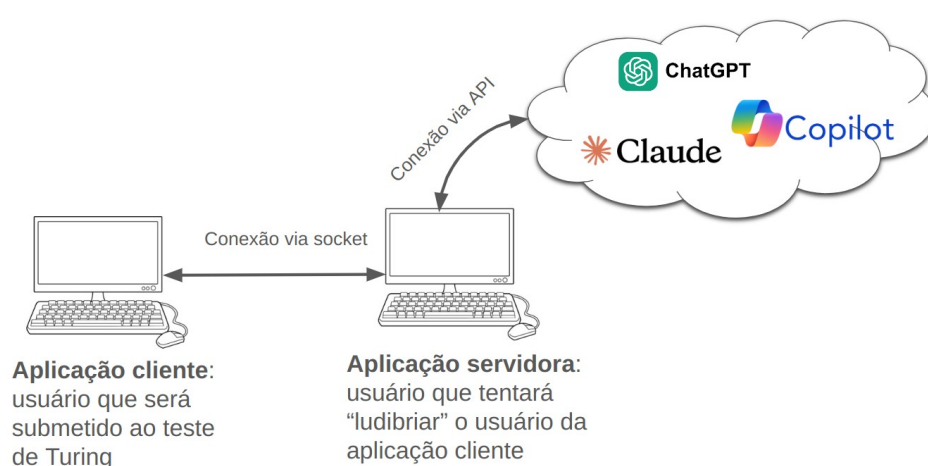 ChatGPT
Copilot
Claude
Conexão via API
Conexão via socket
Aplicação cliente:
usuário que será
submetido ao teste
de Turing
Aplicação servidora:
usuário que tentará
“ludibriar” o usuário da
aplicação cliente